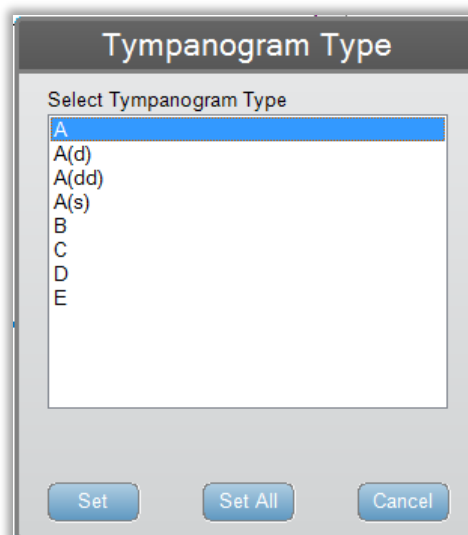 Tympanogram Type
Select Tympanogram Type
A
A(d)
A(dd)
A(s)
B
C
D
E
Set Set All Cancel